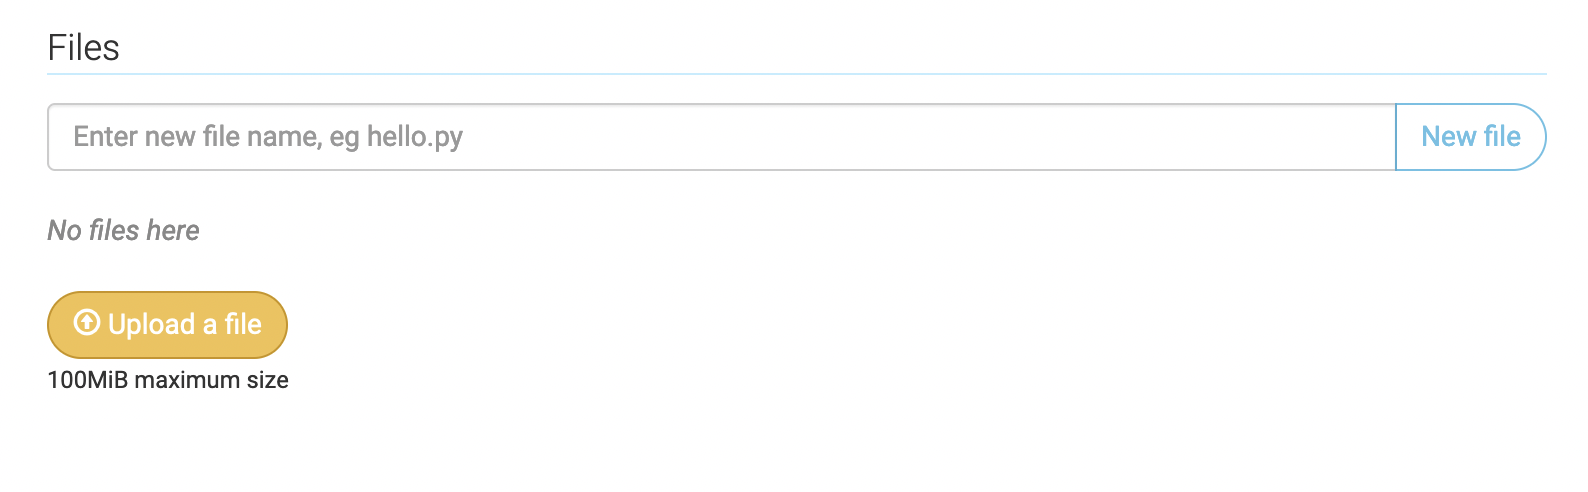 Files
Enter new file name, eg hello.py
New file
No files here
Upload a file
100MiB maximum size